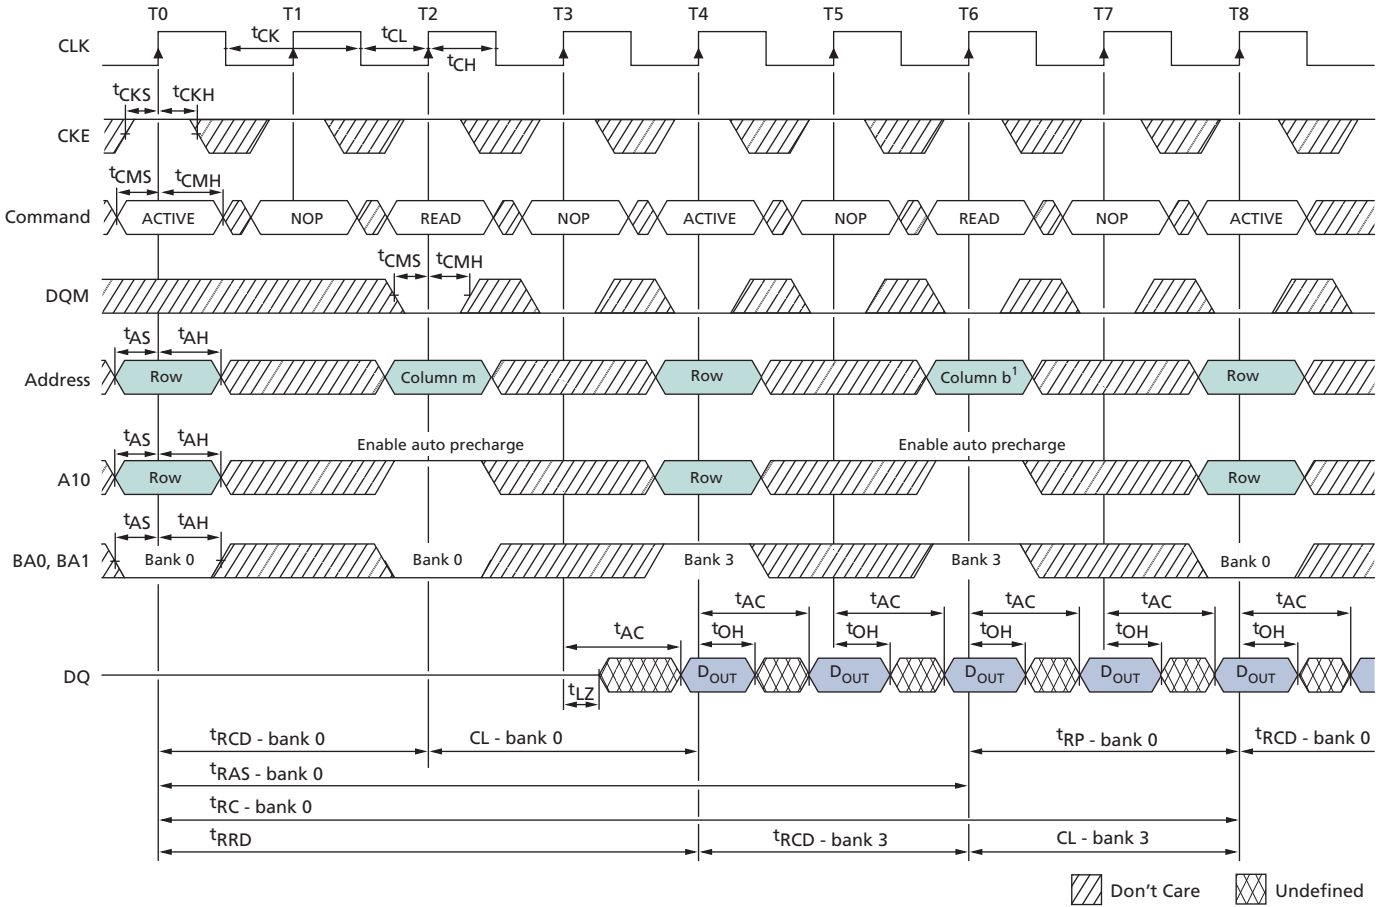 T0 T1 T2 T3 T4 T5 T6 T7 T8
CLK tCK tCL tCH
tCKS tCKH
CKE
tCMS tCMH
Command ACTIVE NOP READ NOP ACTIVE NOP READ NOP ACTIVE
tCMS tCMH
DQM
tAS tAH
Address Row Column m Row Column b1 Row
tAS tAH Enable auto precharge Enable auto precharge
A10 Row Row Row
tAS tAH
BA0, BA1 Bank 0 Bank 0 Bank 3 Bank 3 Bank 0
tAC tAC tAC tAC tAC
tAC tOH tOH tOH tOH tOH
DQ DOUT DOUT DOUT DOUT DOUT
tLZ
tRCD - bank 0 CL - bank 0 tRP - bank 0 tRCD - bank 0
tRAS - bank 0
tRC - bank 0
tRRD tRCD - bank 3 CL - bank 3
Don't Care Undefined